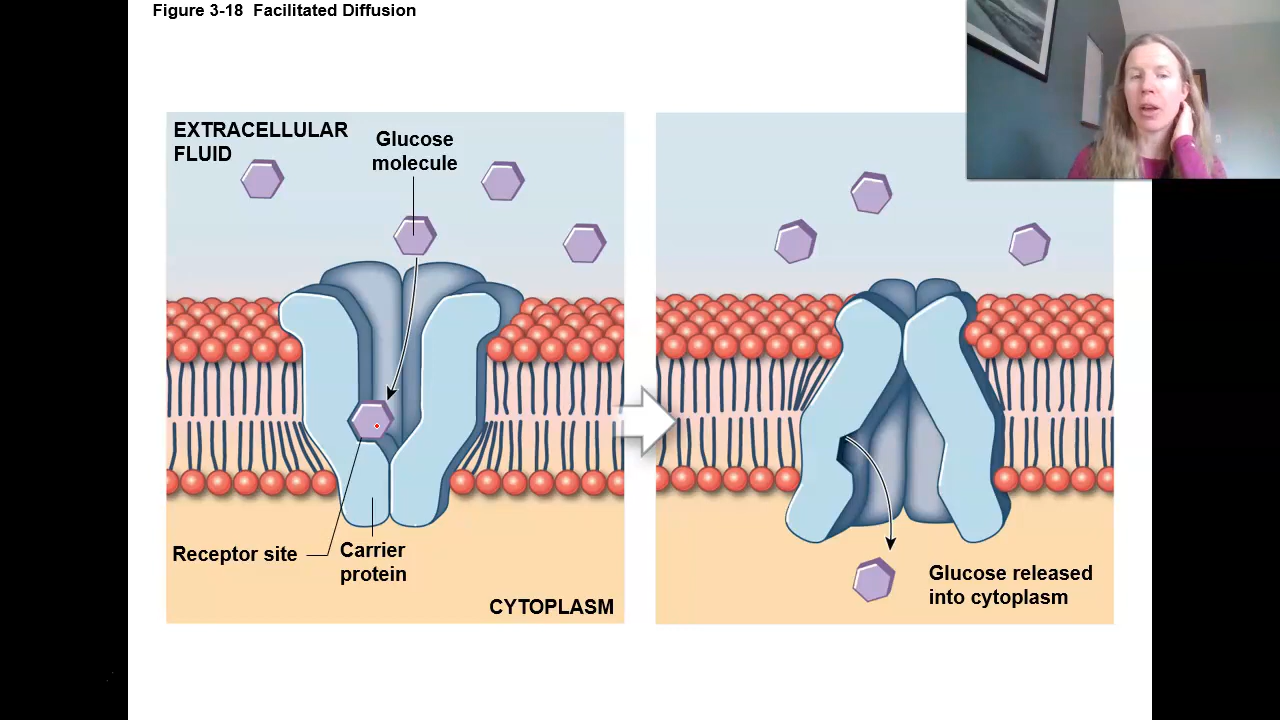 Figure 3-18  Facilitated Diffusion
EXTRACELLULAR
FLUID
Glucose
molecule
Receptor site
Carrier
protein
CYTOPLASM
Glucose released
into cytoplasm